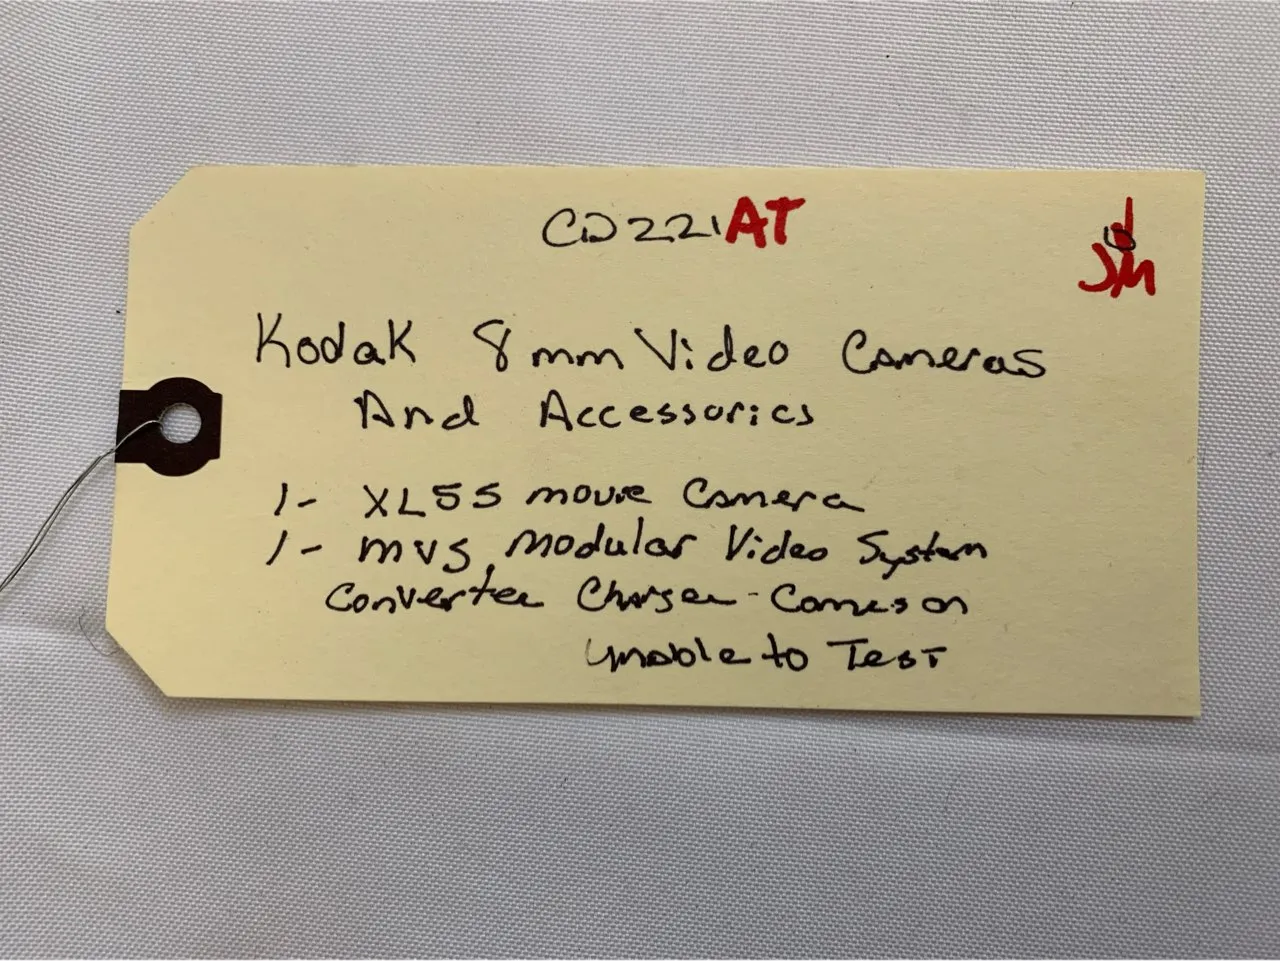 CD221AT
JM
Kodak 8mm Video Cameras
And Accessories
1- XL55 movie Camera
1- MVS, Modular Video System
Converter Charger - Comes on
Unable to Test